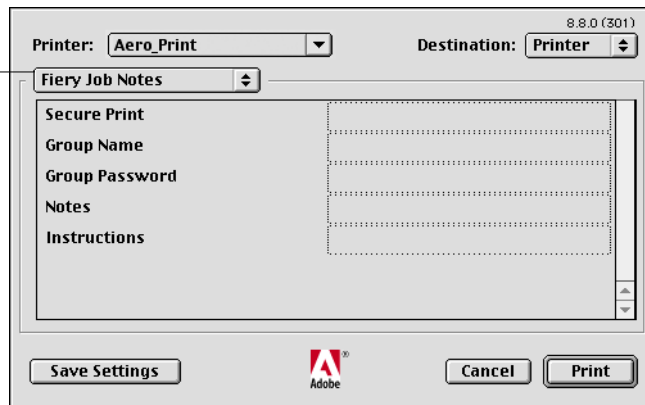 8.8.0 (301)
Printer: Aero_Print Destination: Printer
Fiery Job Notes
Secure Print
Group Name
Group Password
Notes
Instructions
Save Settings Adobe® Cancel Print